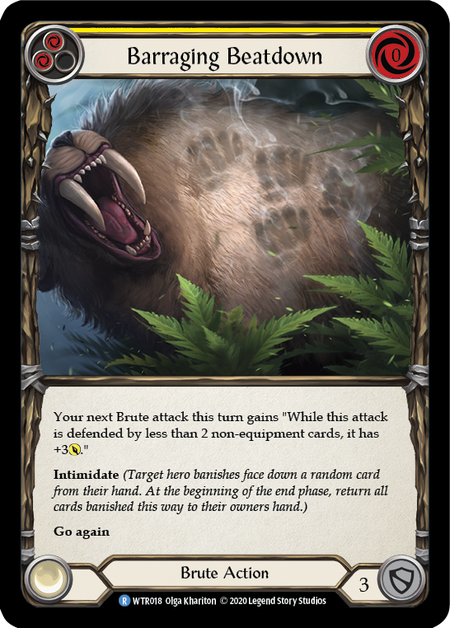 Barraging Beatdown
0
Your next Brute attack this turn gains "While this attack
is defended by less than 2 non-equipment cards, it has
+3."
Intimidate (Target hero banishes face down a random card
from their hand. At the beginning of the end phase, return all
cards banished this way to their owners hand.)
Go again
Brute Action
3
R WTR018 Olga Khariton © 2020 Legend Story Studios